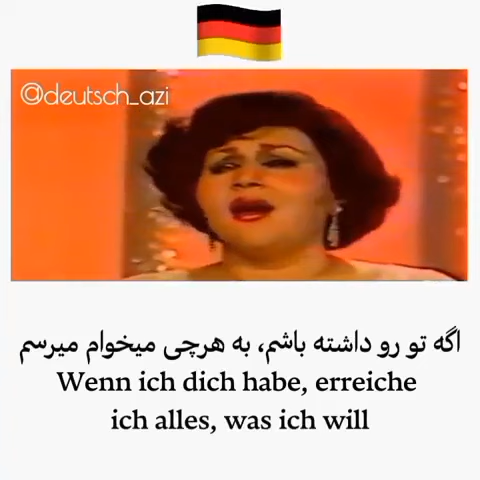 @deutsch_azi
اگه تو رو داشته باشم، به هرچی میخوام میرسم
Wenn ich dich habe, erreiche
ich alles, was ich will